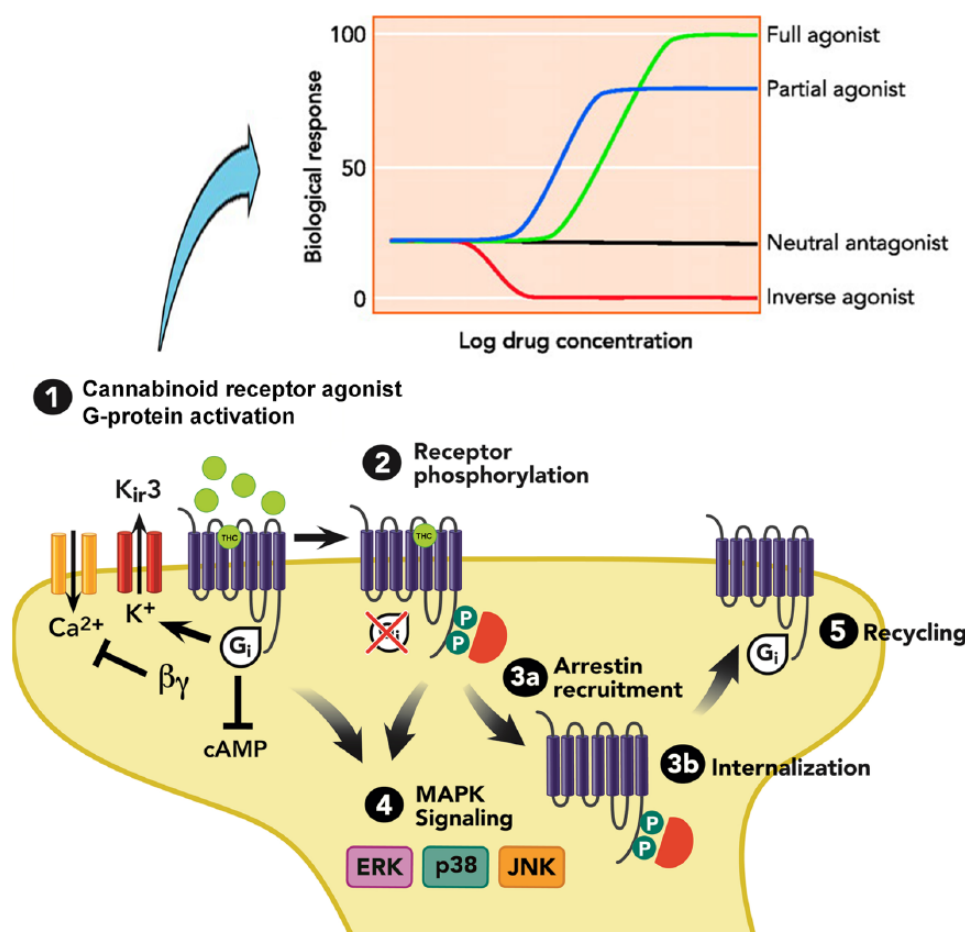 100
50
0
Biological response
Full agonist
Partial agonist
Neutral antagonist
Inverse agonist
Log drug concentration
1 Cannabinoid receptor agonist
G-protein activation
2 Receptor
phosphorylation
Kir3
THC
THC
Ca2+
K+
Gi
Gi
P
P
βγ
cAMP
3a Arrestin
recruitment
Gi
5 Recycling
3b Internalization
P
P
4 MAPK
Signaling
ERK p38 JNK